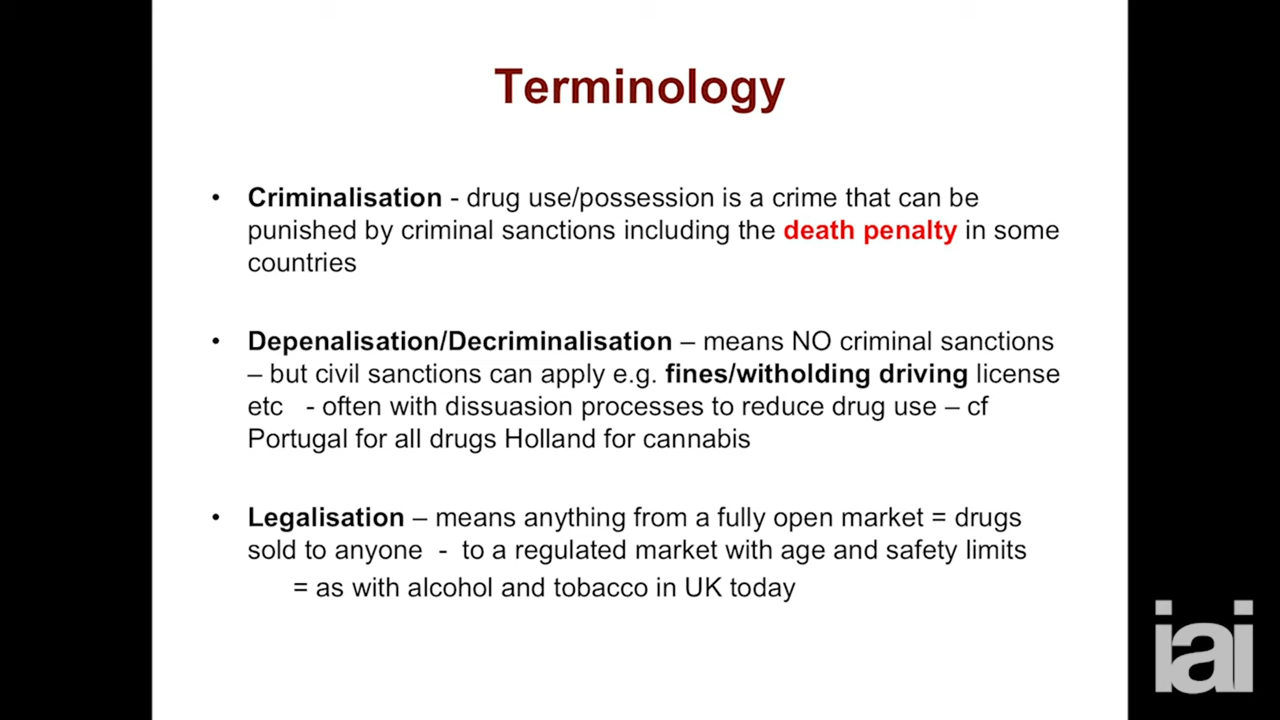 Terminology
• Criminalisation - drug use/possession is a crime that can be
punished by criminal sanctions including the death penalty in some
countries
• Depenalisation/Decriminalisation – means NO criminal sanctions
– but civil sanctions can apply e.g. fines/witholding driving license
etc - often with dissuasion processes to reduce drug use – cf
Portugal for all drugs Holland for cannabis
• Legalisation – means anything from a fully open market = drugs
sold to anyone - to a regulated market with age and safety limits
= as with alcohol and tobacco in UK today
iai